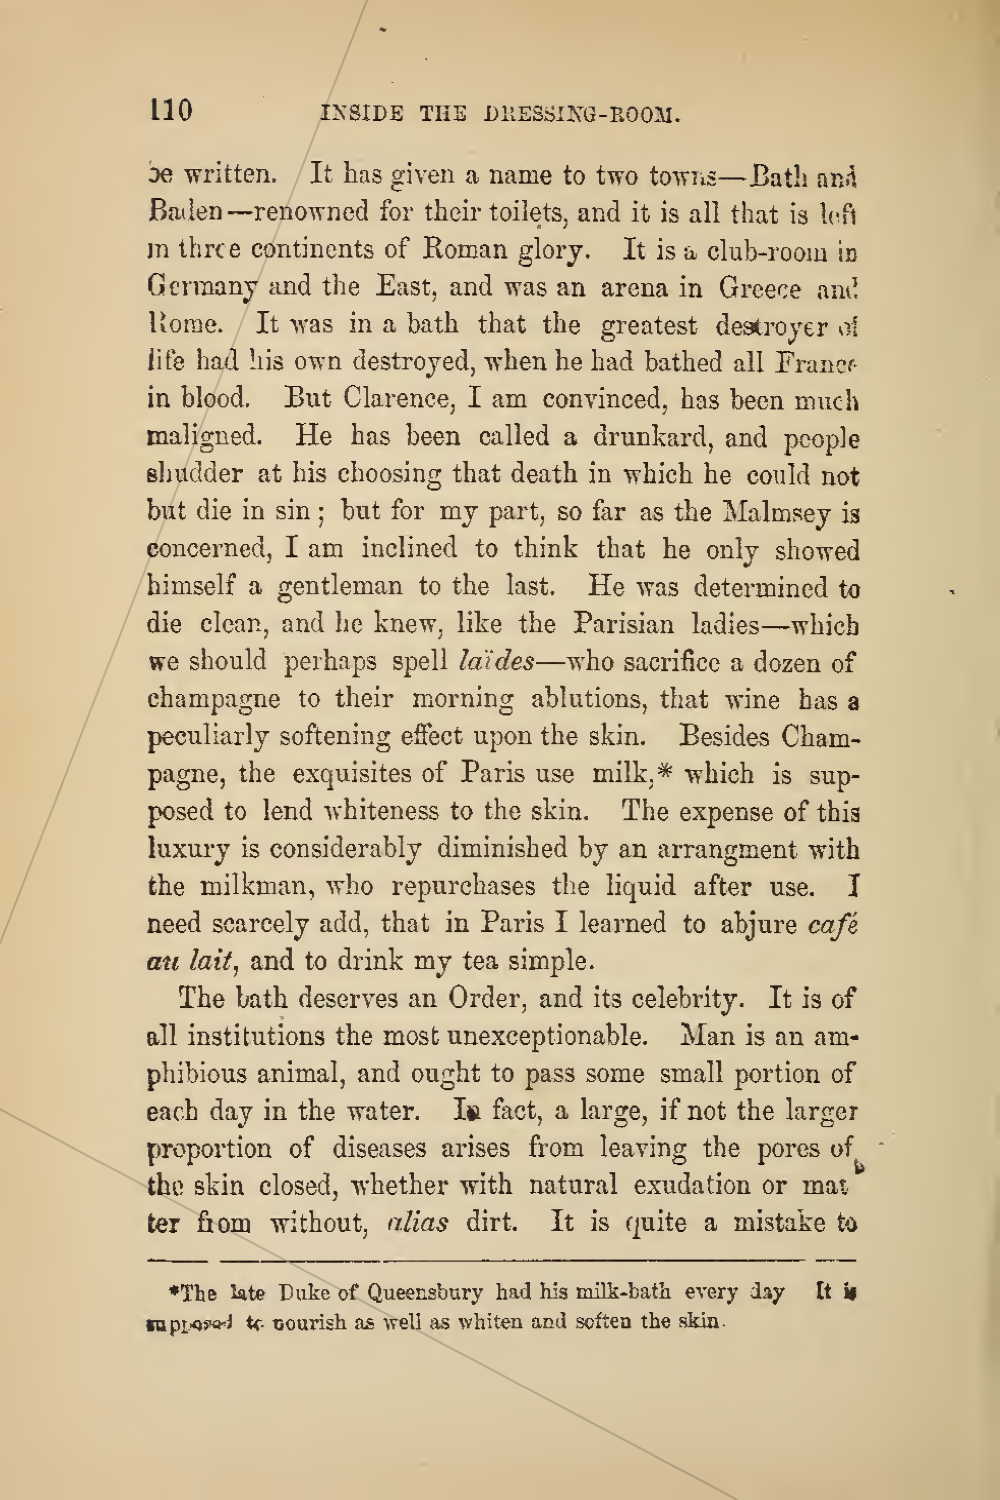 110 INSIDE THE DRESSING-ROOM.
be written. It has given a name to two towns—Bath and
Baden—renowned for their toilets, and it is all that is left
in three continents of Roman glory. It is a club-room in
Germany and the East, and was an arena in Greece and
Rome. It was in a bath that the greatest destroyer of
life had his own destroyed, when he had bathed all France
in blood. But Clarence, I am convinced, has been much
maligned. He has been called a drunkard, and people
shudder at his choosing that death in which he could not
but die in sin; but for my part, so far as the Malmsey is
concerned, I am inclined to think that he only showed
himself a gentleman to the last. He was determined to
die clean, and he knew, like the Parisian ladies—which
we should perhaps spell laïdes—who sacrifice a dozen of
champagne to their morning ablutions, that wine has a
peculiarly softening effect upon the skin. Besides Cham-
pagne, the exquisites of Paris use milk,* which is sup-
posed to lend whiteness to the skin. The expense of this
luxury is considerably diminished by an arrangment with
the milkman, who repurchases the liquid after use. I
need scarcely add, that in Paris I learned to abjure café
au lait, and to drink my tea simple.
The bath deserves an Order, and its celebrity. It is of
all institutions the most unexceptionable. Man is an am-
phibious animal, and ought to pass some small portion of
each day in the water. In fact, a large, if not the larger
proportion of diseases arises from leaving the pores of
the skin closed, whether with natural exudation or mat
ter from without, alias dirt. It is quite a mistake to
*The late Duke of Queensbury had his milk-bath every day It is
supposed to nourish as well as whiten and soften the skin.